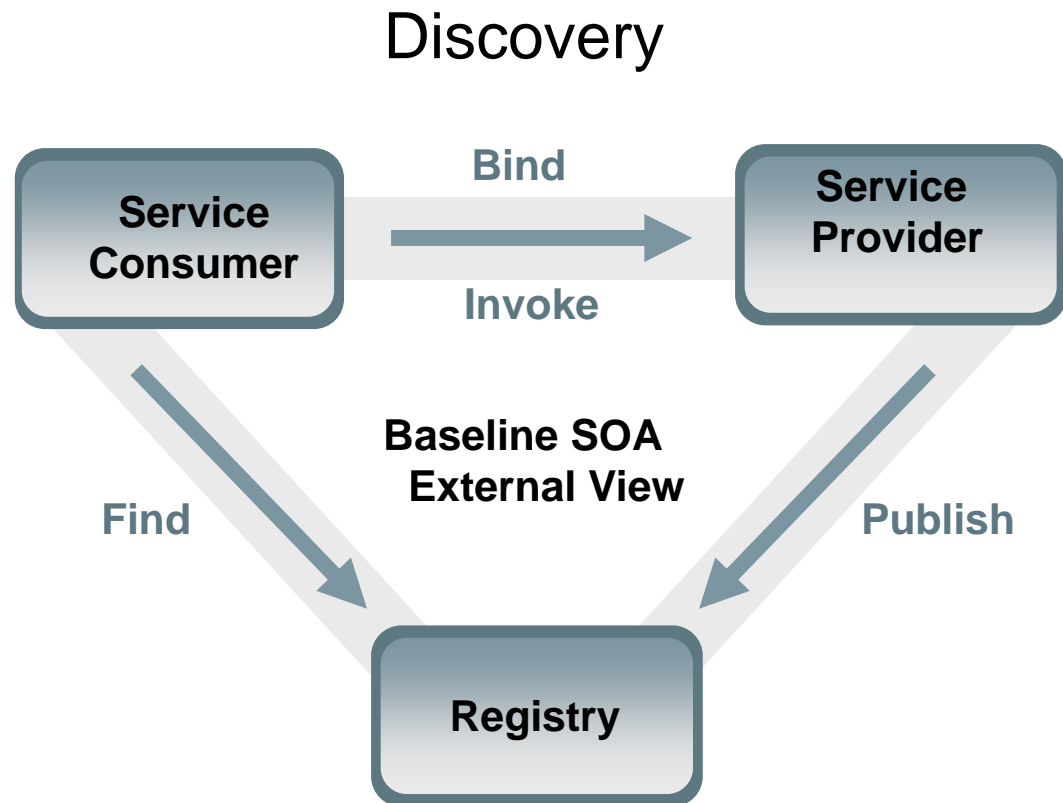 Discovery
Bind
Service
Consumer
Service
Provider
Invoke
Baseline SOA
External View
Find
Publish
Registry